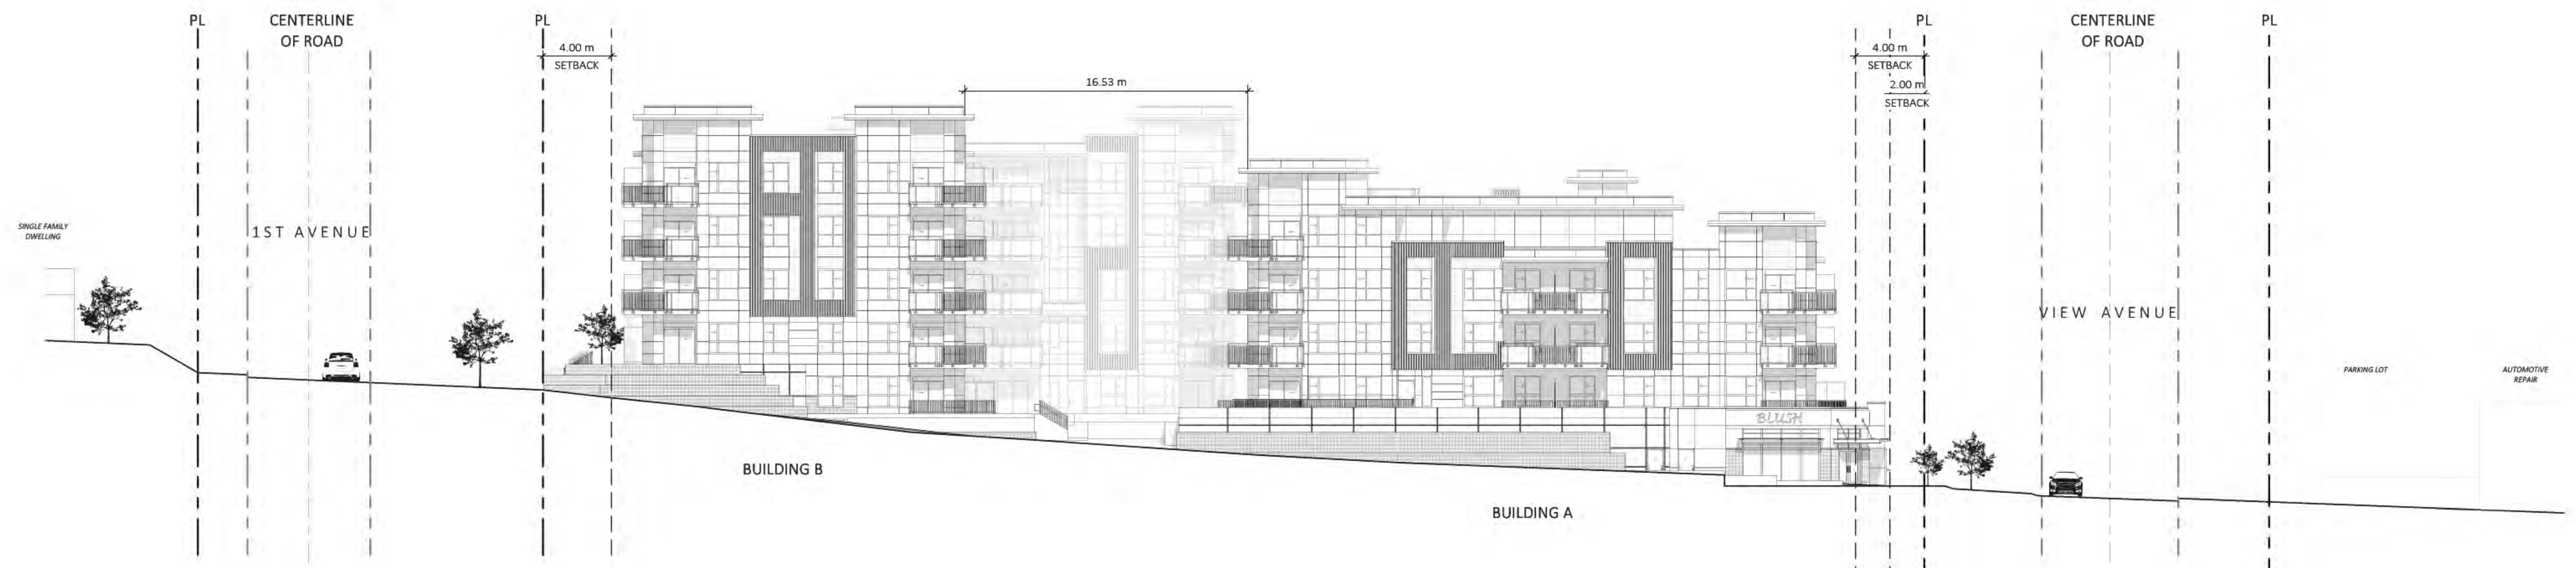 PL
CENTERLINE
OF ROAD
PL
4.00 m
SETBACK
16.53 m
PL
4.00 m
SETBACK
2.00 m
SETBACK
CENTERLINE
OF ROAD
PL
SINGLE FAMILY
DWELLING
1ST AVENUE
VIEW AVENUE
PARKING LOT
AUTOMOTIVE
REPAIR
BLUSH
BUILDING B
BUILDING A